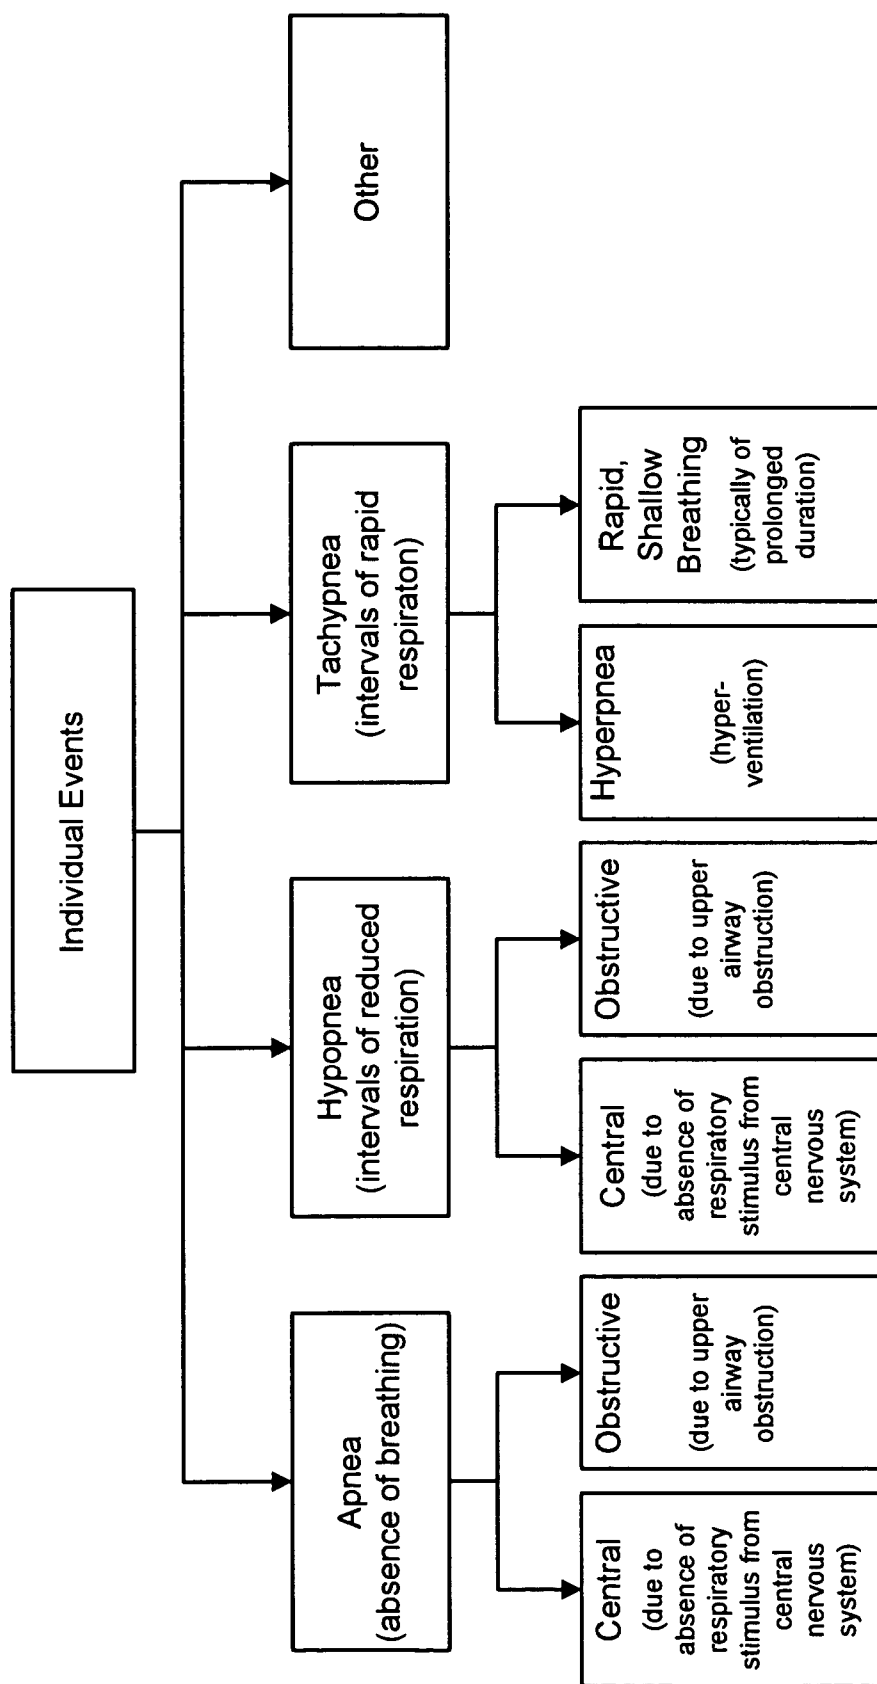 Individual Events
Apnea
(absence of breathing)
Hypopnea
(intervals of reduced
respiration)
Tachypnea
(intervals of rapid
respiraton)
Other
Central
(due to
absence of
respiratory
stimulus from
central
nervous
system)
Obstructive
(due to upper
airway
obstruction)
Central
(due to
absence of
respiratory
stimulus from
central
nervous
system)
Obstructive
(due to upper
airway
obstruction)
Hyperpnea
(hyper-
ventilation)
Rapid,
Shallow
Breathing
(typically of
prolonged
duration)